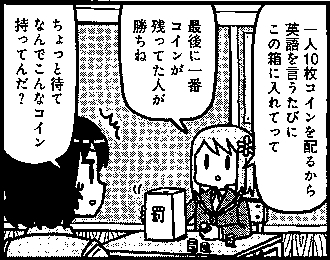 一人10枚コインを配るから
英語を言うたびに
この箱に入れてって
最後に一番
コインが
残ってた人が
勝ちね
ちょっと待て
なんでこんなコイン
持ってんだ?
罰